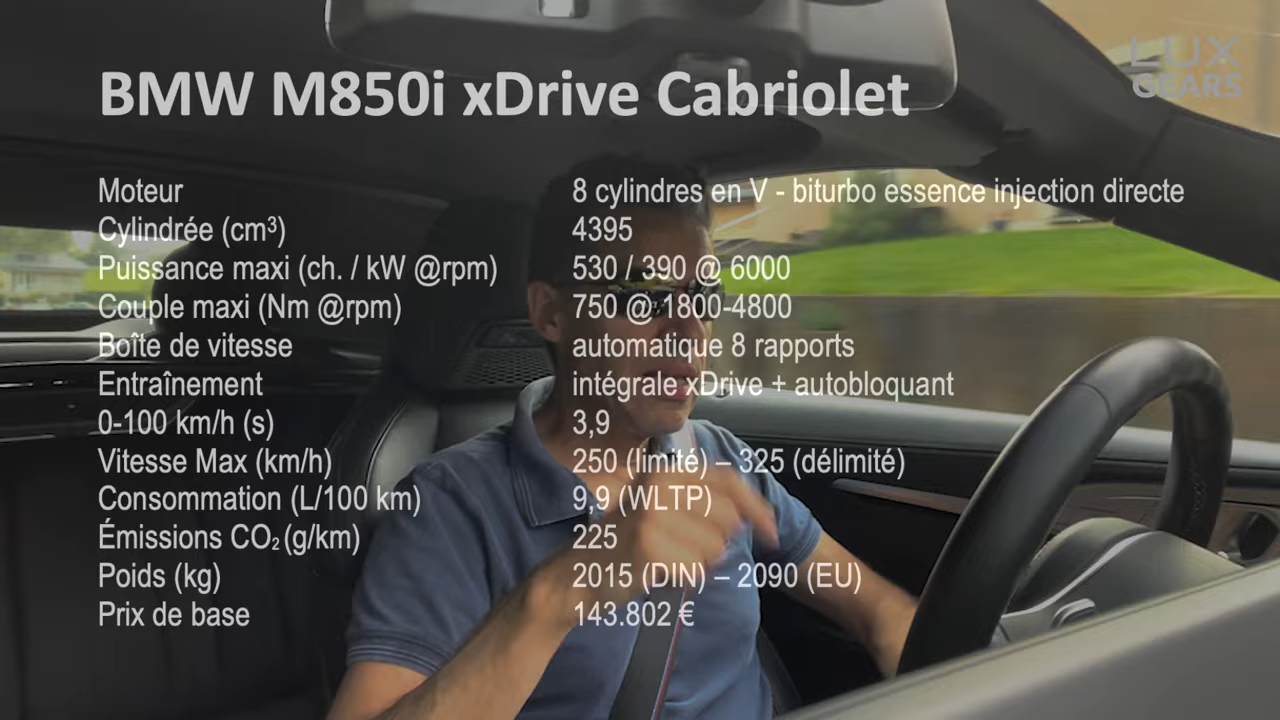 LUX
GEARS
BMW M850i xDrive Cabriolet
Moteur 8 cylindres en V - biturbo essence injection directe
Cylindrée (cm³) 4395
Puissance maxi (ch. / kW @rpm) 530 / 390 @ 6000
Couple maxi (Nm @rpm) 750 @ 1800-4800
Boîte de vitesse automatique 8 rapports
Entraînement intégrale xDrive + autobloquant
0-100 km/h (s) 3,9
Vitesse Max (km/h) 250 (limité) – 325 (délimité)
Consommation (L/100 km) 9,9 (WLTP)
Émissions CO₂ (g/km) 225
Poids (kg) 2015 (DIN) – 2090 (EU)
Prix de base 143.802 €